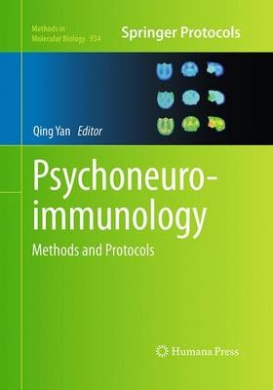 Methods in
Molecular Biology 934
Springer Protocols
Qing Yan Editor
Psychoneuro-
immunology
Methods and Protocols
Humana Press